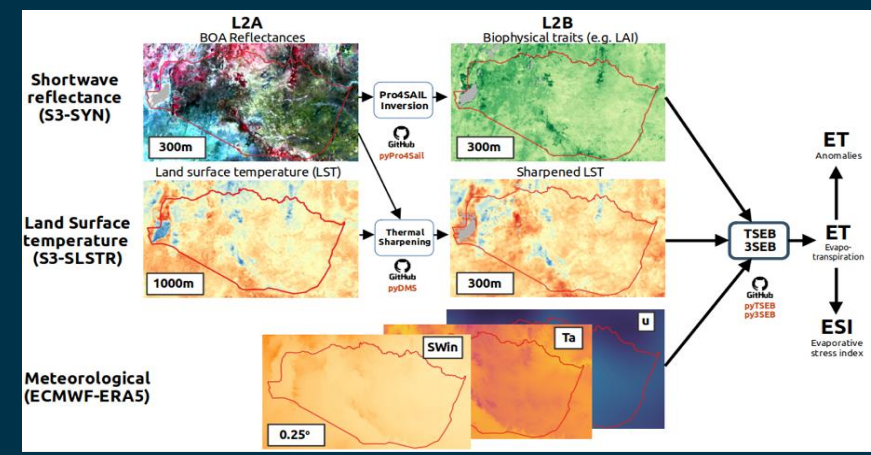 L2A
BOA Reflectances
L2B
Biophysical traits (e.g. LAI)
Shortwave
reflectance
(S3-SYN)
300m
Pro4SAIL
Inversion
GitHub
pyPro4Sail
300m
Land surface temperature (LST)
Sharpened LST
Land Surface
temperature
(S3-SLSTR)
1000m
Thermal
Sharpening
GitHub
pyDMS
300m
TSEB
3SEB
GitHub
pyTSEB
py3SEB
ET
Anomalies
ET
Evapo-
transpiration
ESI
Evaporative
stress index
Meteorological
(ECMWF-ERA5)
SWin
Ta
u
0.25°